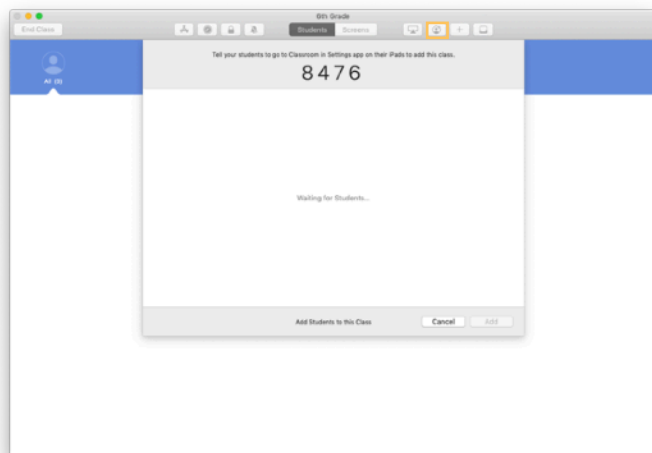 6th Grade
End Class
Students Screens
Tell your students to go to Classroom in Settings app on their iPads to add this class.
8476
All (0)
Waiting for Students...
Add Students to this Class
Cancel
Add